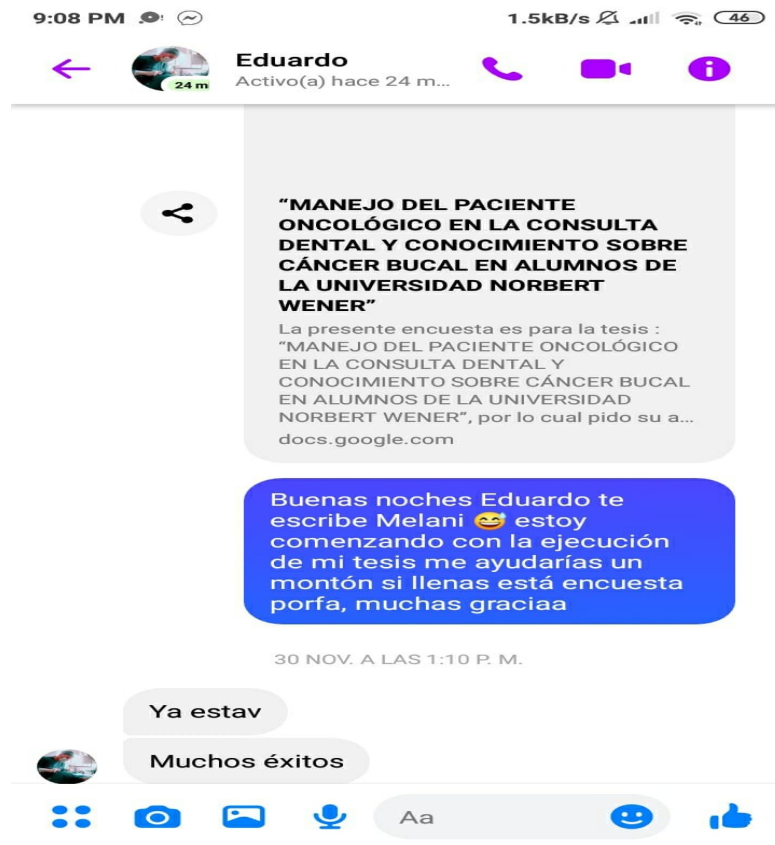 9:08 PM
1.5kB/s
46
Eduardo
24 m
Activo(a) hace 24 m...
“MANEJO DEL PACIENTE
ONCOLÓGICO EN LA CONSULTA
DENTAL Y CONOCIMIENTO SOBRE
CÁNCER BUCAL EN ALUMNOS DE
LA UNIVERSIDAD NORBERT
WENER”
La presente encuesta es para la tesis :
“MANEJO DEL PACIENTE ONCOLÓGICO
EN LA CONSULTA DENTAL Y
CONOCIMIENTO SOBRE CÁNCER BUCAL
EN ALUMNOS DE LA UNIVERSIDAD
NORBERT WENER”, por lo cual pido su a...
docs.google.com
Buenas noches Eduardo te
escribe Melani 😅 estoy
comenzando con la ejecución
de mi tesis me ayudarías un
montón si llenas está encuesta
porfa, muchas graciaa
30 NOV. A LAS 1:10 P. M.
Ya estav
Muchos éxitos
Aa